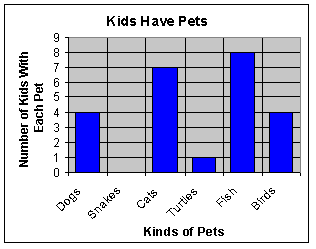 Kids Have Pets
Number of Kids With
Each Pet
9
8
7
6
5
4
3
2
1
0
Dogs
Snakes
Cats
Turtles
Fish
Birds
Kinds of Pets